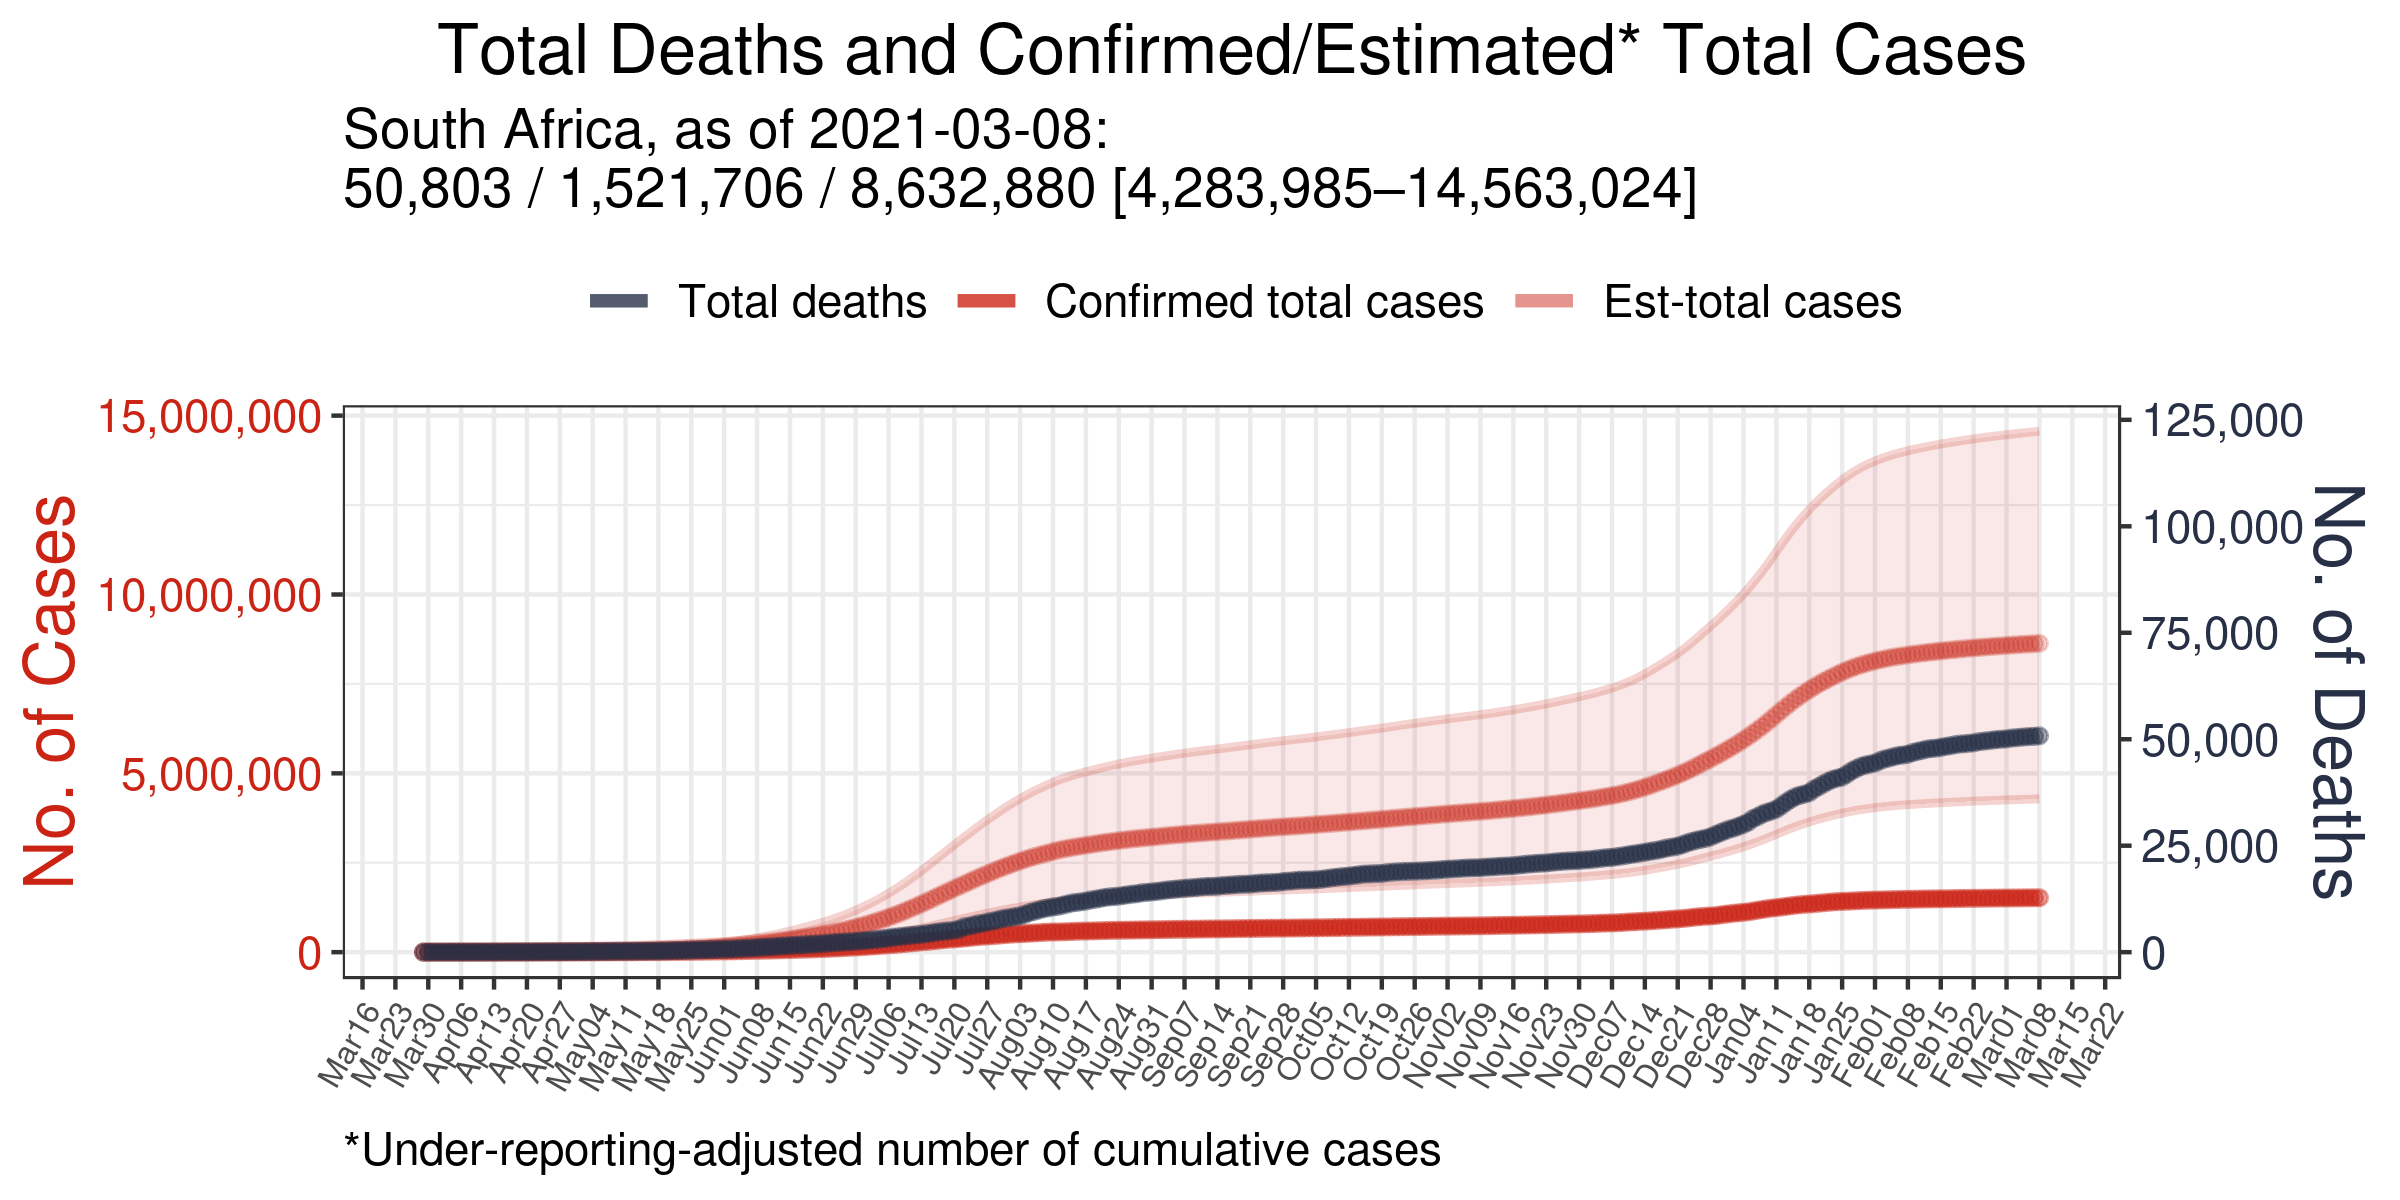 Total Deaths and Confirmed/Estimated* Total Cases
South Africa, as of 2021-03-08:
50,803 / 1,521,706 / 8,632,880 [4,283,985–14,563,024]
Total deaths
Confirmed total cases
Est-total cases
No. of Cases
15,000,000
10,000,000
5,000,000
0
125,000
100,000
75,000
50,000
25,000
0
No. of Deaths
Mar16
Mar23
Mar30
Apr06
Apr13
Apr20
Apr27
May04
May11
May18
May25
Jun01
Jun08
Jun15
Jun22
Jun29
Jul06
Jul13
Jul20
Jul27
Aug03
Aug10
Aug17
Aug24
Aug31
Sep07
Sep14
Sep21
Sep28
Oct05
Oct12
Oct19
Oct26
Nov02
Nov09
Nov16
Nov23
Nov30
Dec07
Dec14
Dec21
Dec28
Jan04
Jan11
Jan18
Jan25
Feb01
Feb08
Feb15
Feb22
Mar01
Mar08
Mar15
Mar22
*Under-reporting-adjusted number of cumulative cases